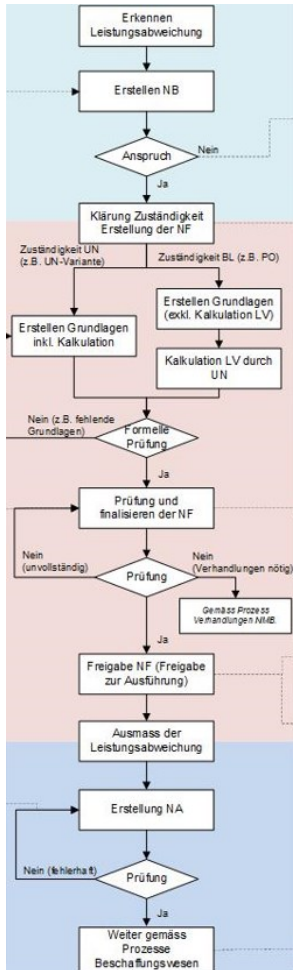 Erkennen
Leistungsabweichung
Erstellen NB
Anspruch
Nein
Ja
Klärung Zuständigkeit
Erstellung der NF
Zuständigkeit UN
(z.B. UN-Variante)
Zuständigkeit BL (z.B. PO)
Erstellen Grundlagen
inkl. Kalkulation
Erstellen Grundlagen
(exkl. Kalkulation LV)
Kalkulation LV durch
UN
Nein (z.B. fehlende
Grundlagen)
Formelle
Prüfung
Ja
Prüfung und
finalisieren der NF
Nein
(unvollständig)
Nein
(Verhandlungen nötig)
Prüfung
Gemäss Prozess
Verhandlungen NMB.
Ja
Freigabe NF (Freigabe
zur Ausführung)
Ausmass der
Leistungsabweichung
Erstellung NA
Nein (fehlerhaft)
Prüfung
Ja
Weiter gemäss
Prozesse
Beschaffungswesen